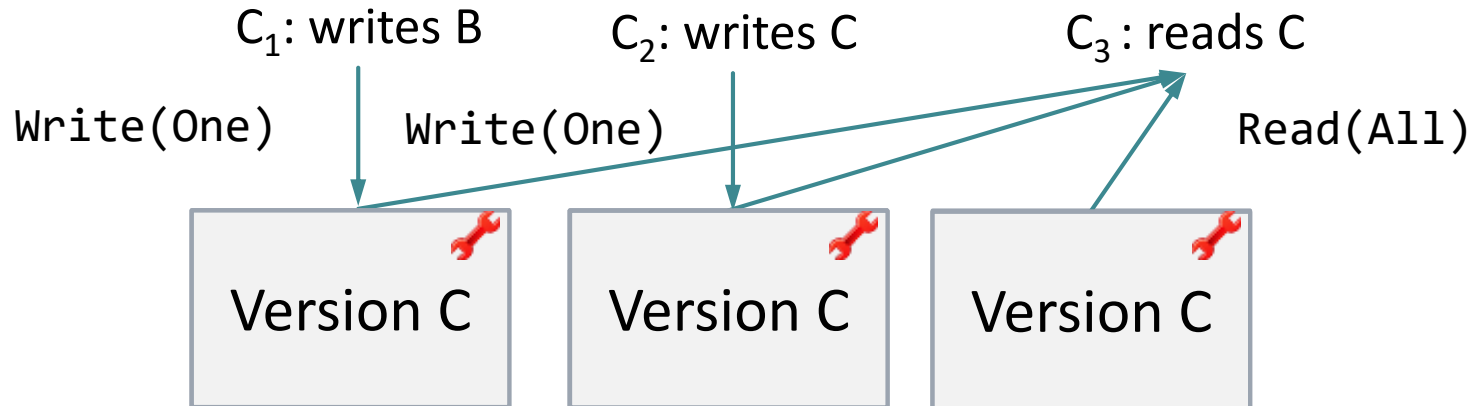 C₁: writes B
C₂: writes C
C₃ : reads C
Write(One)
Write(One)
Read(All)
Version C
Version C
Version C